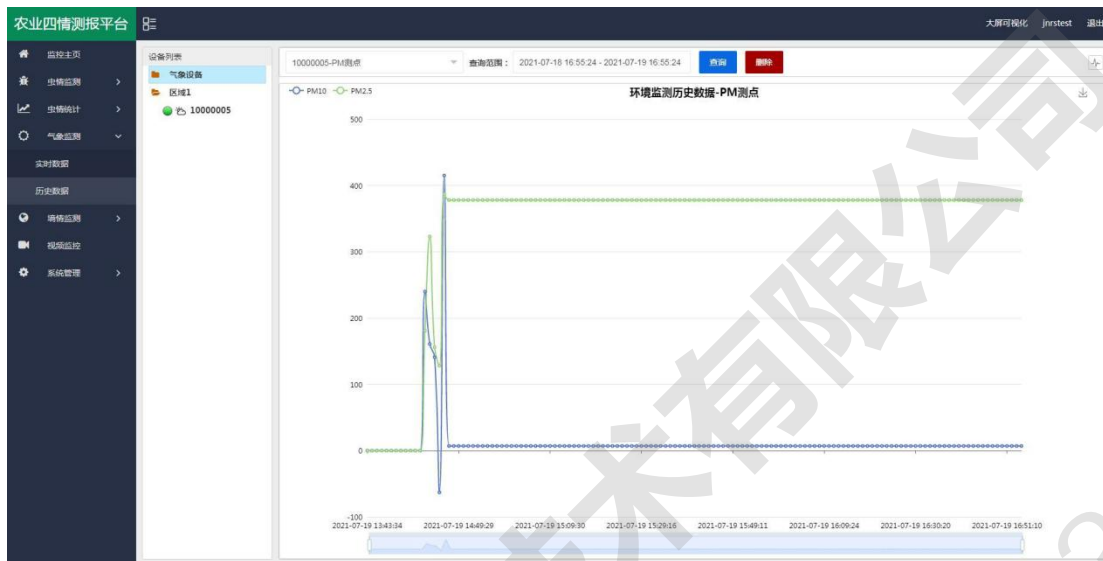 农业四情测报平台
大屏可视化 jnrstest 退出
监控主页
虫情监测
虫情统计
气象监测
实时数据
历史数据
墒情监测
视频监控
系统管理
设备列表
气象设备
区域1
10000005
10000005-PM测点 查询范围： 2021-07-18 16:55:24 - 2021-07-19 16:55:24 查询 删除
PM10 PM2.5
环境监测历史数据-PM测点
500
400
300
200
100
0
-100
2021-07-19 13:43:34 2021-07-19 14:49:29 2021-07-19 15:09:30 2021-07-19 15:29:16 2021-07-19 15:49:11 2021-07-19 16:09:24 2021-07-19 16:30:20 2021-07-19 16:51:10
术有限公司